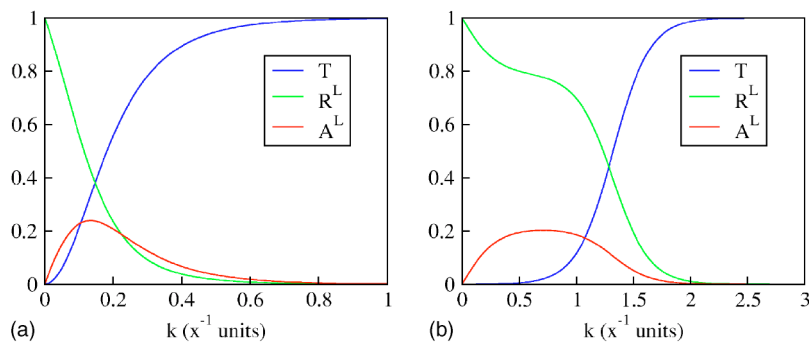 1
0.8
0.6
0.4
0.2
0
T
R^L
A^L
0 0.2 0.4 0.6 0.8 1
(a) k (x^-1 units)
1
0.8
0.6
0.4
0.2
0
T
R^L
A^L
0 0.5 1 1.5 2 2.5 3
(b) k (x^-1 units)